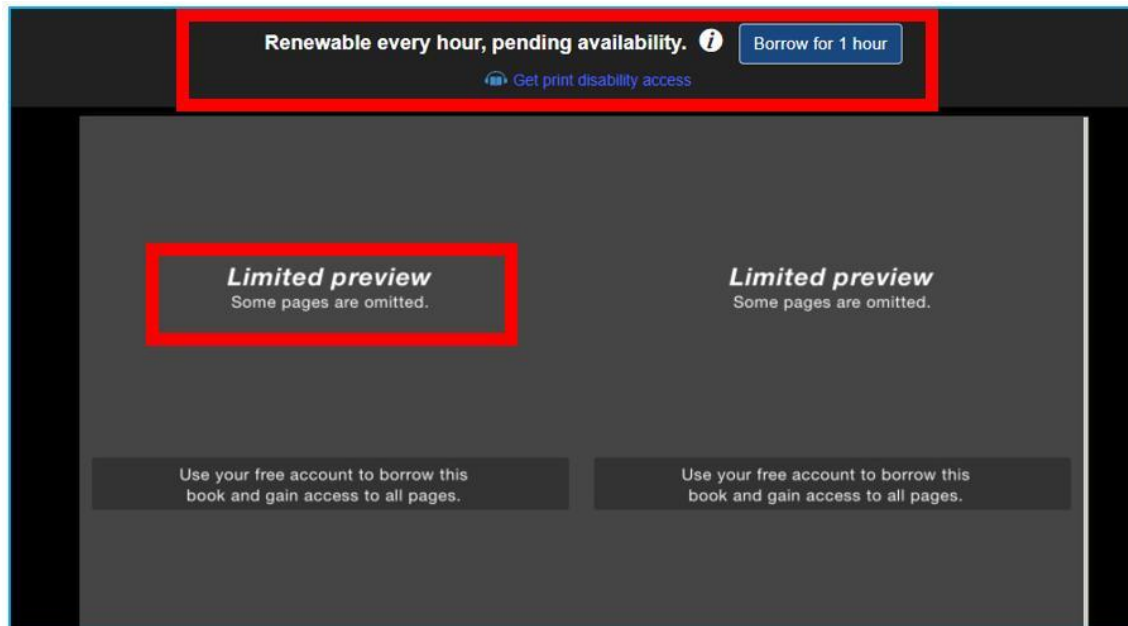 Renewable every hour, pending availability. i Borrow for 1 hour
Get print disability access
Limited preview
Some pages are omitted.
Limited preview
Some pages are omitted.
Use your free account to borrow this
book and gain access to all pages.
Use your free account to borrow this
book and gain access to all pages.